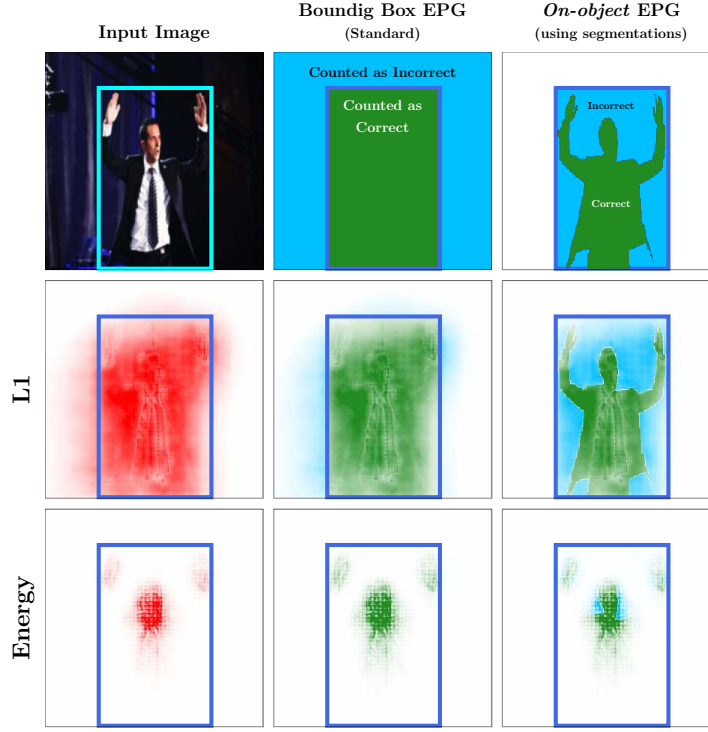 Input Image
Boundig Box EPG
(Standard)
On-object EPG
(using segmentations)
Counted as Incorrect
Counted as
Correct
Incorrect
Correct
L1
Energy